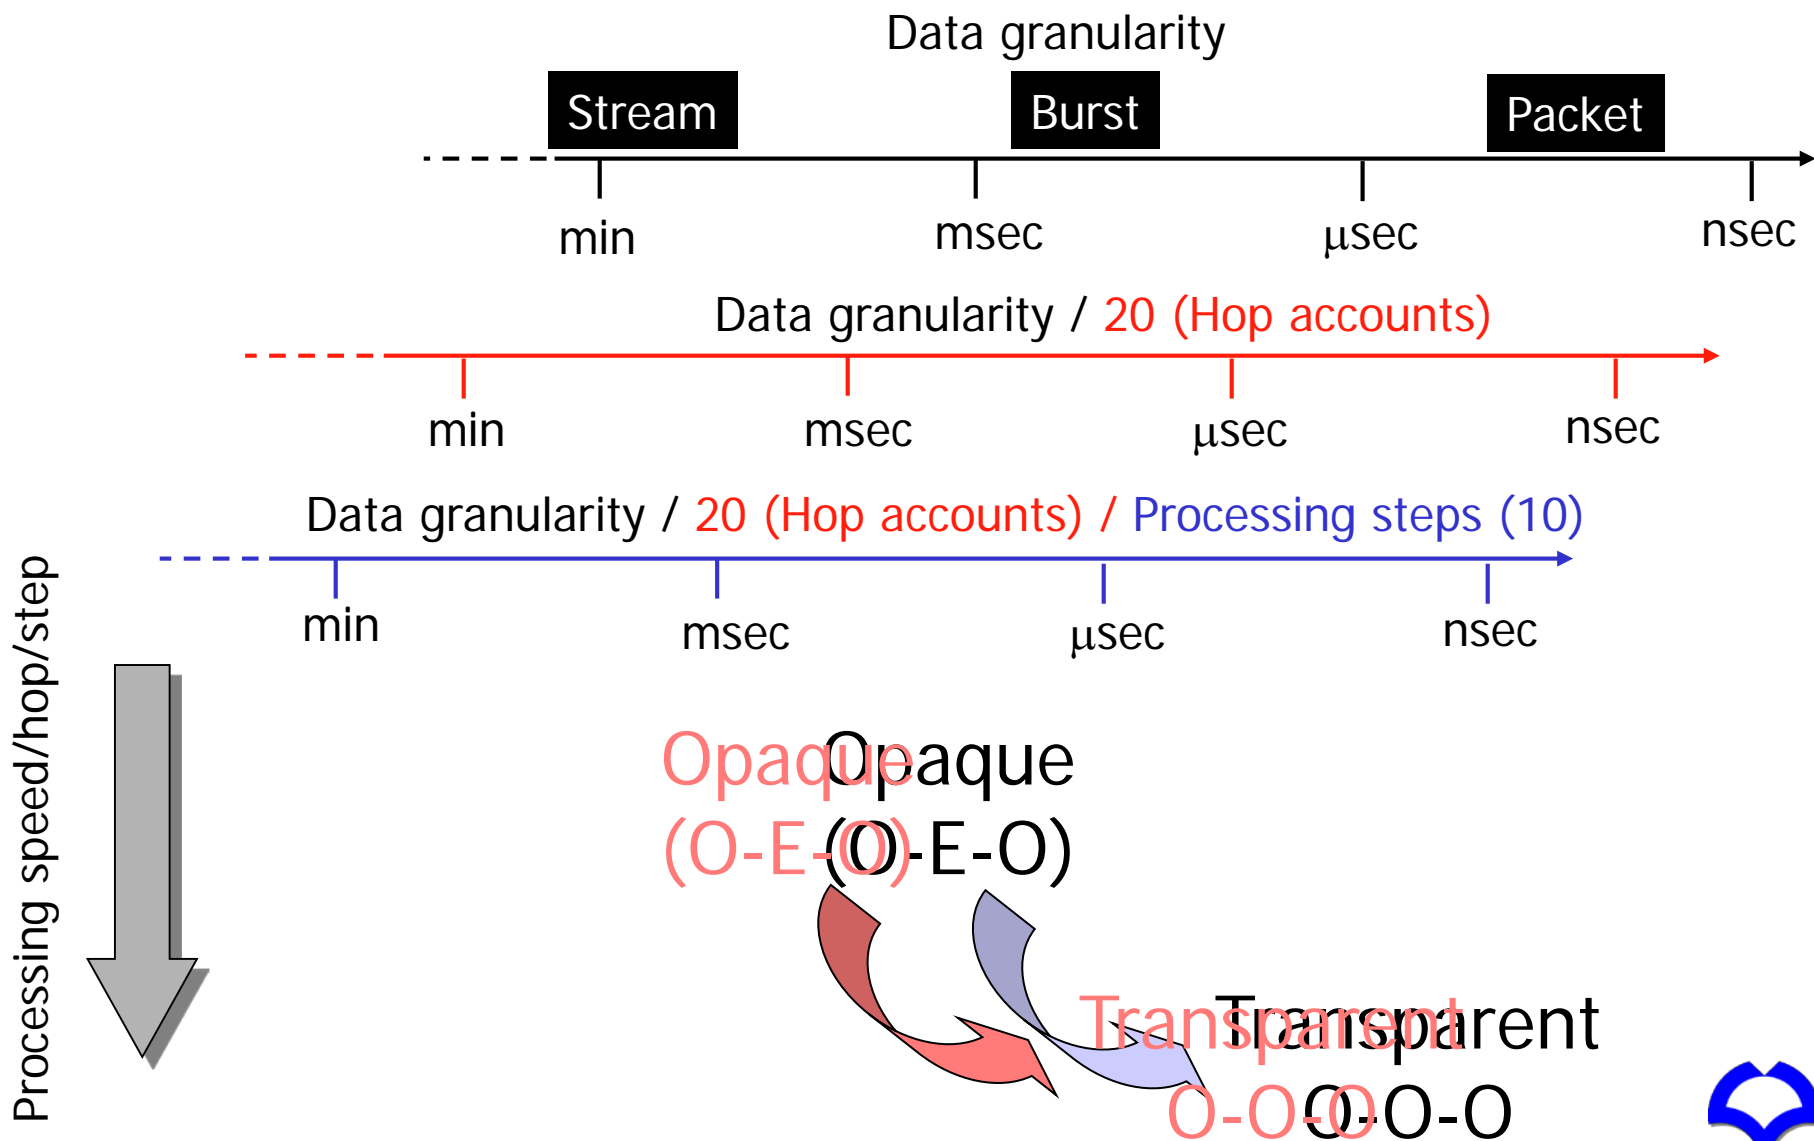 Data granularity
Stream Burst Packet
min msec μsec nsec
Data granularity / 20 (Hop accounts)
min msec μsec nsec
Data granularity / 20 (Hop accounts) / Processing steps (10)
min msec μsec nsec
Processing speed/hop/step
Opaque Opaque
(O-E-O) (O-E-O)
Transparent Transparent
O-O-O O-O-O